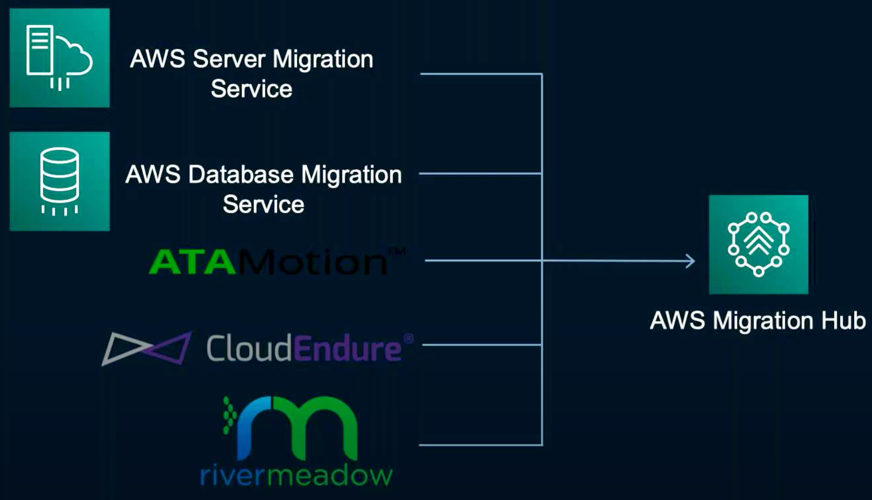 AWS Server Migration
Service
AWS Database Migration
Service
ATAMotion™
CloudEndure®
rivermeadow
AWS Migration Hub